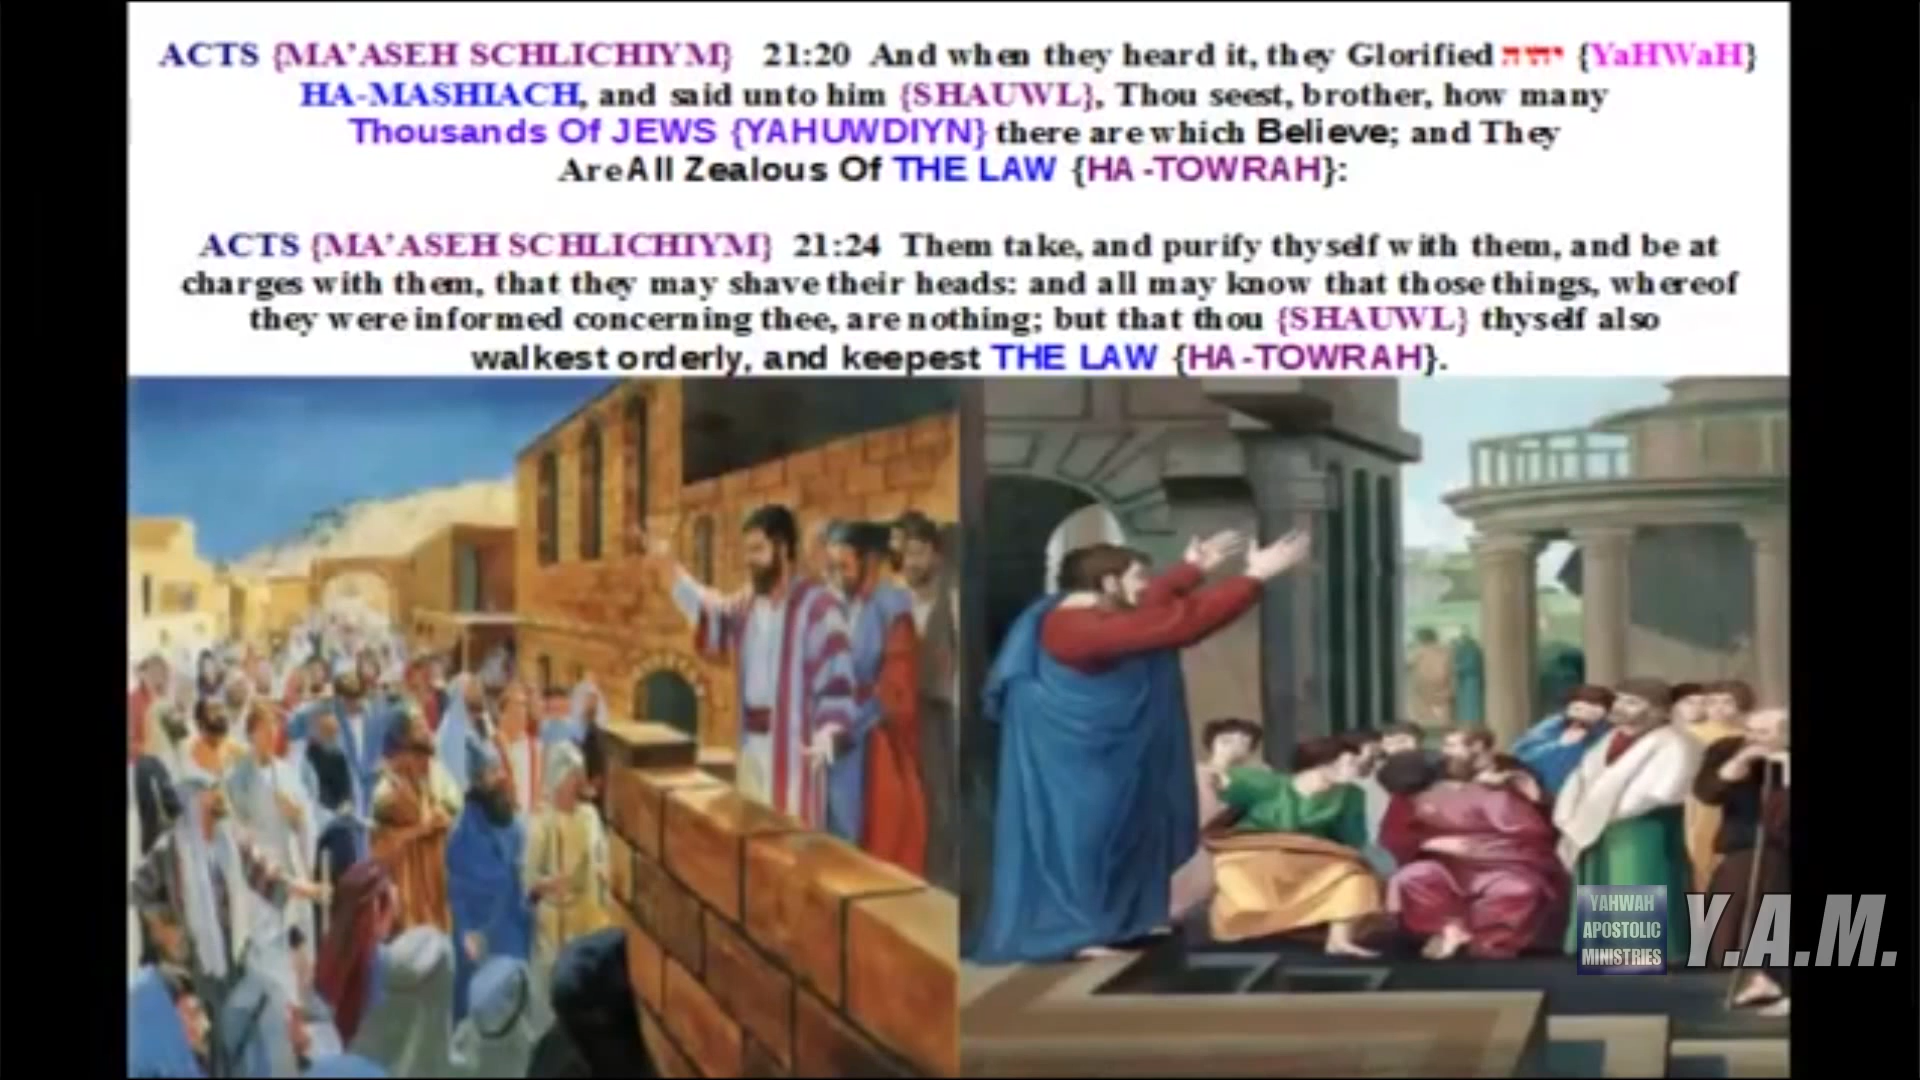 ACTS {MA’ASEH SCHLICHIYM} 21:20 And when they heard it, they Glorified יהוה {YaHWaH}
HA-MASHIACH, and said unto him {SHAUWL}, Thou seest, brother, how many
Thousands Of JEWS {YAHUWDIYN} there are which Believe; and They
Are All Zealous Of THE LAW {HA-TOWRAH}:
ACTS {MA’ASEH SCHLICHIYM} 21:24 Them take, and purify thyself with them, and be at
charges with them, that they may shave their heads: and all may know that those things, whereof
they were informed concerning thee, are nothing; but that thou {SHAUWL} thyself also
walkest orderly, and keepest THE LAW {HA-TOWRAH}.
YAHWAH
APOSTOLIC
MINISTRIES
Y.A.M.